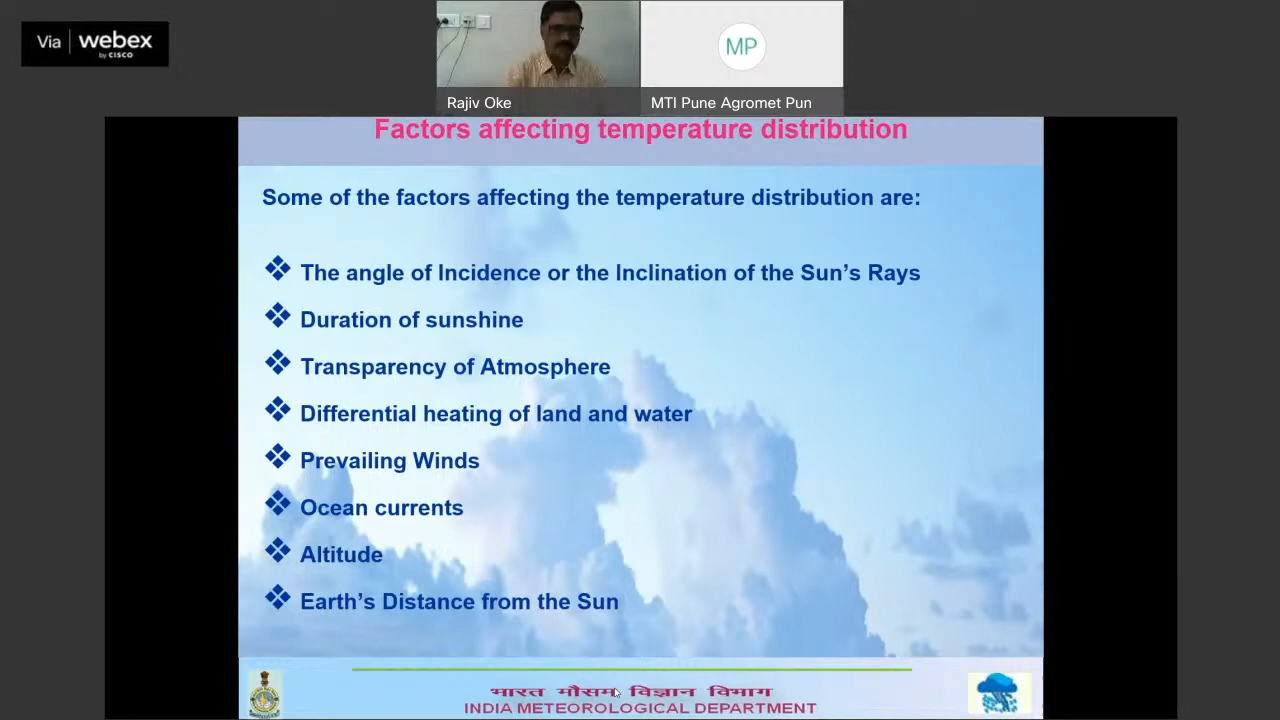 Via webex
by CISCO
MP
Rajiv Oke
MTI Pune Agromet Pun
Factors affecting temperature distribution
Some of the factors affecting the temperature distribution are:
❖ The angle of Incidence or the Inclination of the Sun’s Rays
❖ Duration of sunshine
❖ Transparency of Atmosphere
❖ Differential heating of land and water
❖ Prevailing Winds
❖ Ocean currents
❖ Altitude
❖ Earth’s Distance from the Sun
भारत मौसम विज्ञान विभाग
INDIA METEOROLOGICAL DEPARTMENT